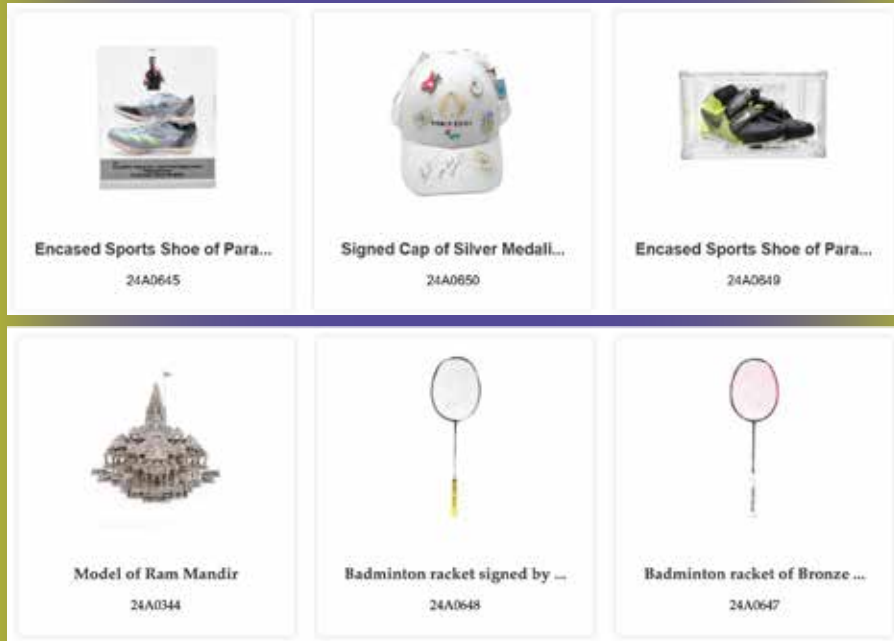 Encased Sports Shoe of Para...
24A0645
Signed Cap of Silver Medali...
24A0650
Encased Sports Shoe of Para...
24A0649
Model of Ram Mandir
24A0344
Badminton racket signed by ...
24A0648
Badminton racket of Bronze ...
24A0647